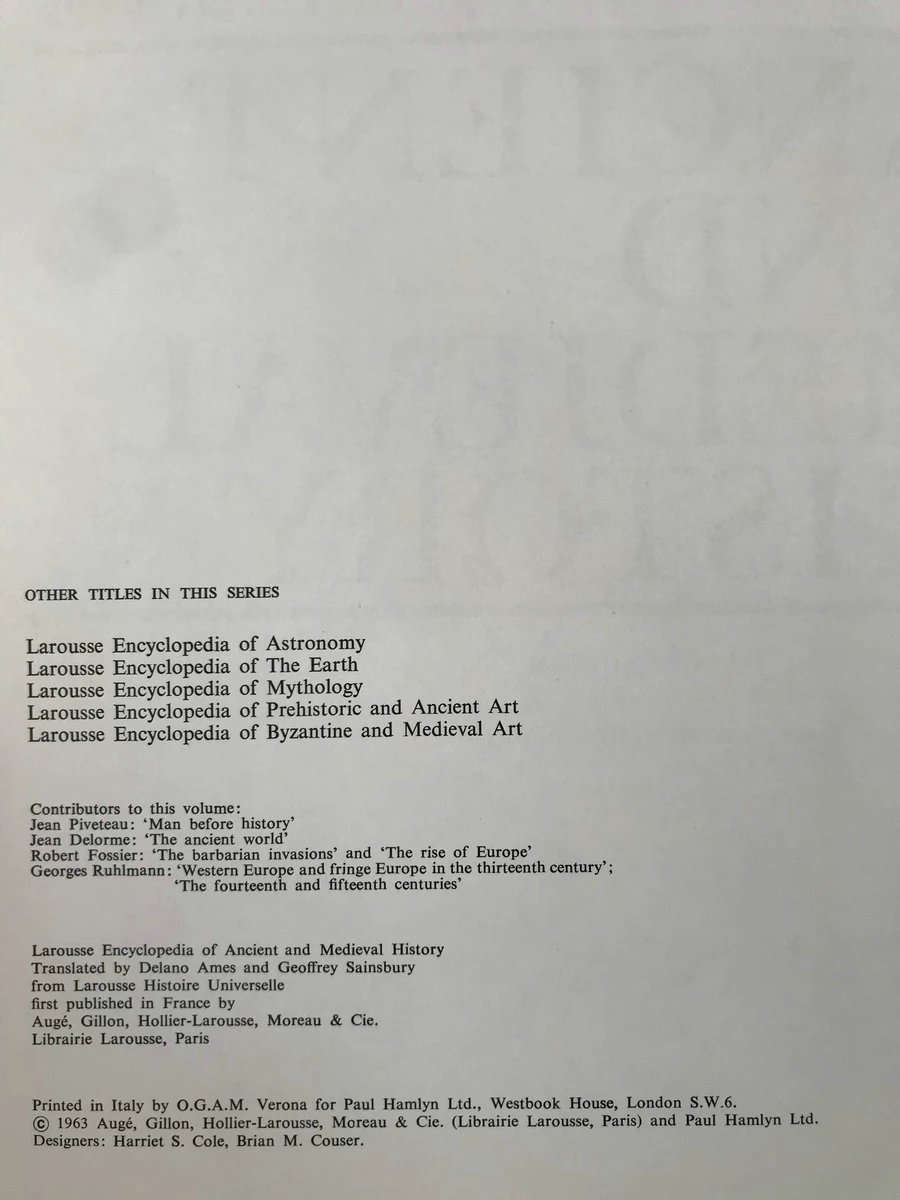 OTHER TITLES IN THIS SERIES
Larousse Encyclopedia of Astronomy
Larousse Encyclopedia of The Earth
Larousse Encyclopedia of Mythology
Larousse Encyclopedia of Prehistoric and Ancient Art
Larousse Encyclopedia of Byzantine and Medieval Art
Contributors to this volume:
Jean Piveteau: ‘Man before history’
Jean Delorme: ‘The ancient world’
Robert Fossier: ‘The barbarian invasions’ and ‘The rise of Europe’
Georges Ruhlmann: ‘Western Europe and fringe Europe in the thirteenth century’;
‘The fourteenth and fifteenth centuries’
Larousse Encyclopedia of Ancient and Medieval History
Translated by Delano Ames and Geoffrey Sainsbury
from Larousse Histoire Universelle
first published in France by
Augé, Gillon, Hollier-Larousse, Moreau & Cie.
Librairie Larousse, Paris
Printed in Italy by O.G.A.M. Verona for Paul Hamlyn Ltd., Westbook House, London S.W.6.
© 1963 Augé, Gillon, Hollier-Larousse, Moreau & Cie. (Librairie Larousse, Paris) and Paul Hamlyn Ltd.
Designers: Harriet S. Cole, Brian M. Couser.